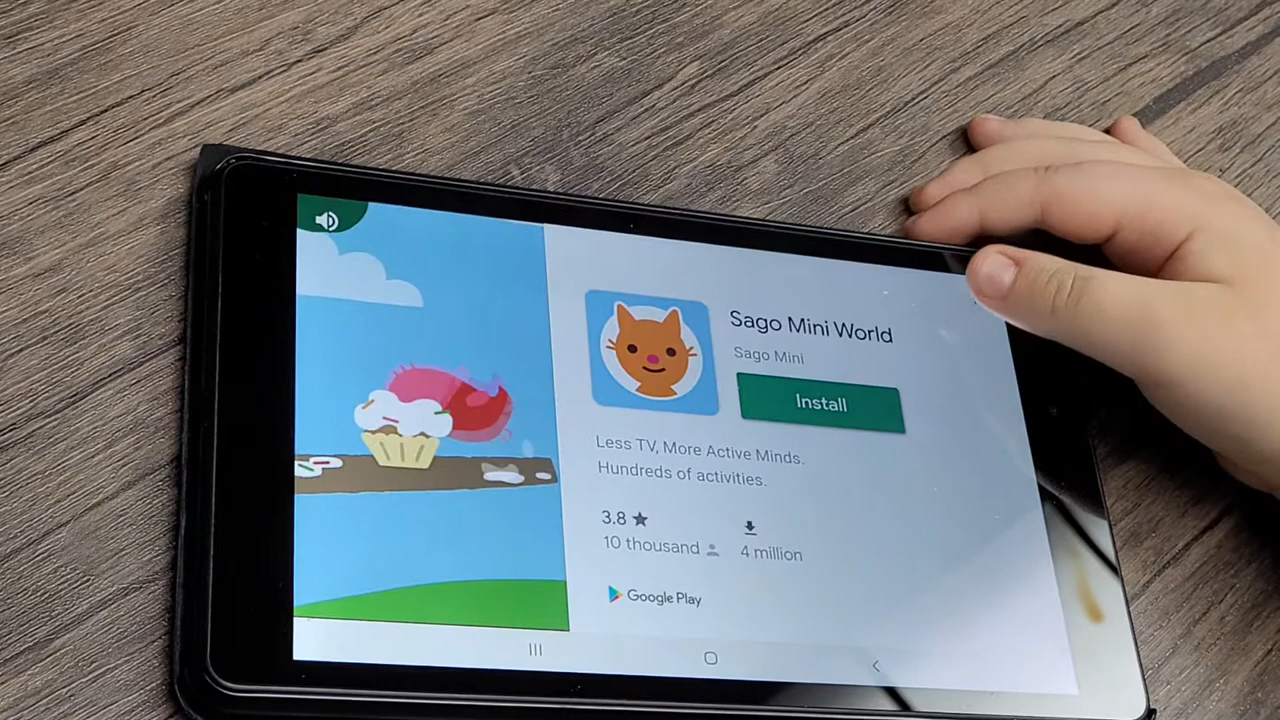 Sago Mini World
Sago Mini
Install
Less TV, More Active Minds.
Hundreds of activities.
3.8
10 thousand
4 million
Google Play